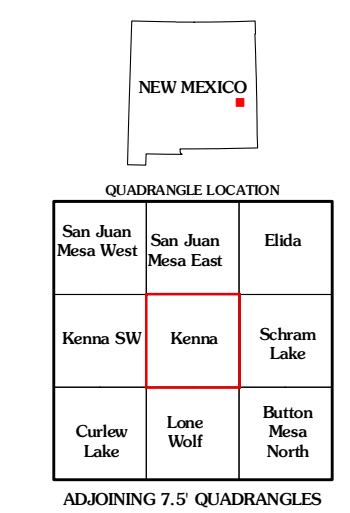 NEW MEXICO
QUADRANGLE LOCATION
San Juan
Mesa West
San Juan
Mesa East
Elida
Kenna SW
Kenna
Schram
Lake
Curlew
Lake
Lone
Wolf
Button
Mesa
North
ADJOINING 7.5' QUADRANGLES